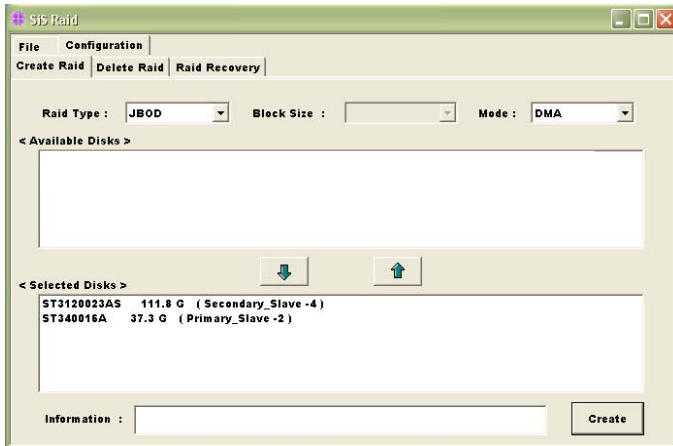 SiS Raid
File Configuration
Create Raid Delete Raid Raid Recovery
Raid Type : JBOD Block Size : Mode : DMA
< Available Disks >
< Selected Disks >
ST3120023AS 111.8 G ( Secondary_Slave -4 )
ST340016A 37.3 G ( Primary_Slave -2 )
Information : Create